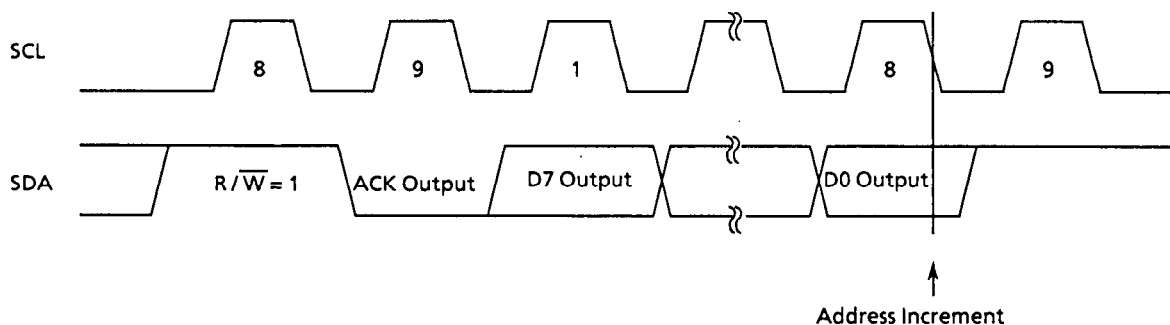 SCL
8 9 1 8 9
SDA
R / W̅ = 1 ACK Output D7 Output D0 Output
Address Increment